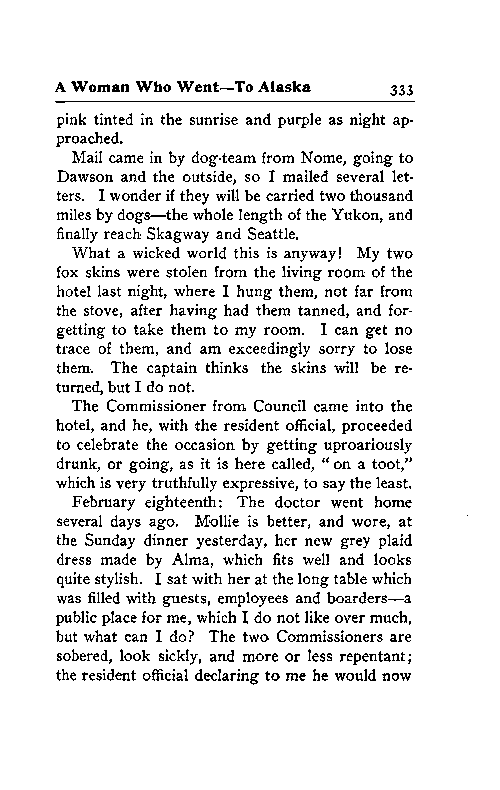 A Woman Who Went—To Alaska 333
pink tinted in the sunrise and purple as night ap-
proached.
Mail came in by dog-team from Nome, going to
Dawson and the outside, so I mailed several let-
ters. I wonder if they will be carried two thousand
miles by dogs—the whole length of the Yukon, and
finally reach Skagway and Seattle.
What a wicked world this is anyway! My two
fox skins were stolen from the living room of the
hotel last night, where I hung them, not far from
the stove, after having had them tanned, and for-
getting to take them to my room. I can get no
trace of them, and am exceedingly sorry to lose
them. The captain thinks the skins will be re-
turned, but I do not.
The Commissioner from Council came into the
hotel, and he, with the resident official, proceeded
to celebrate the occasion by getting uproariously
drunk, or going, as it is here called, "on a toot,"
which is very truthfully expressive, to say the least.
February eighteenth: The doctor went home
several days ago. Mollie is better, and wore, at
the Sunday dinner yesterday, her new grey plaid
dress made by Alma, which fits well and looks
quite stylish. I sat with her at the long table which
was filled with guests, employees and boarders—a
public place for me, which I do not like over much,
but what can I do? The two Commissioners are
sobered, look sickly, and more or less repentant;
the resident official declaring to me he would now